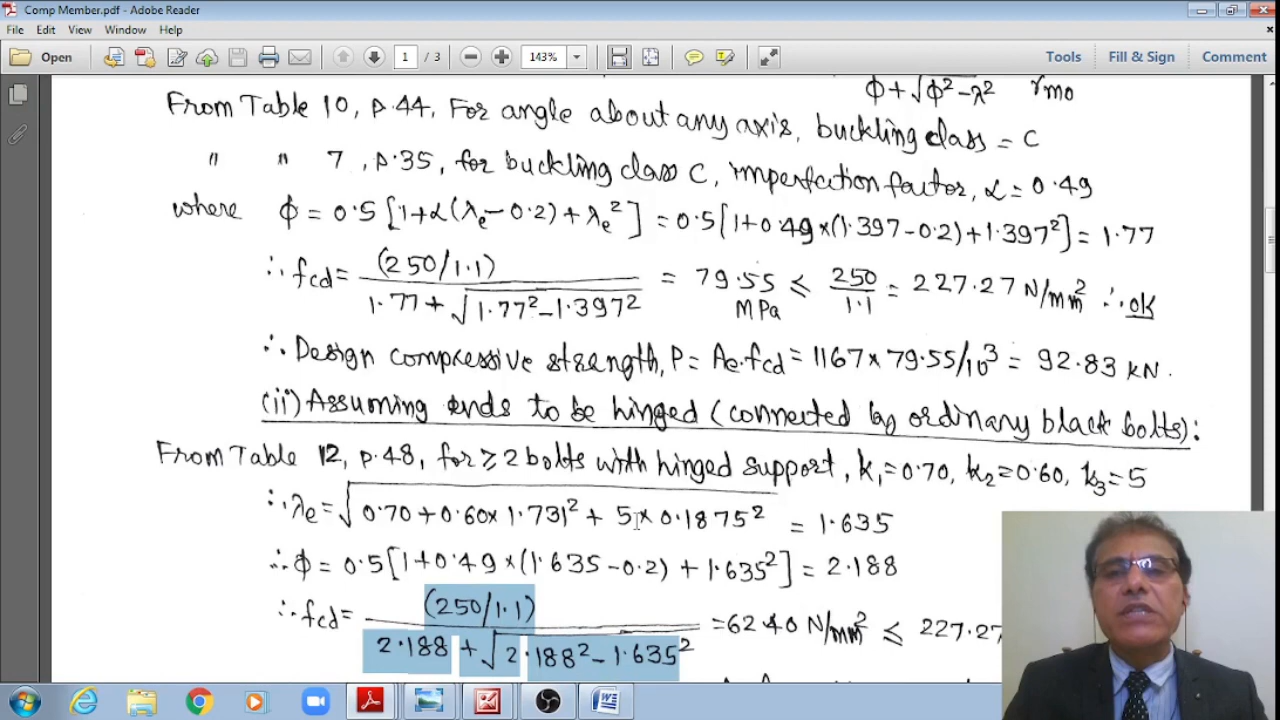 Comp Member.pdf - Adobe Reader
File Edit View Window Help
Open 1 / 3 143% Tools Fill & Sign Comment
ϕ+√ϕ²-λ² γmo
From Table 10, p.44, For angle about any axis, buckling class = C
" " 7, p.35, for buckling class C, imperfection factor, α = 0.49
where ϕ = 0.5[1+α(λe-0.2)+λe²] = 0.5[1+0.49×(1.397-0.2)+1.397²] = 1.77
∴ fcd = (250/1.1) / 1.77+√1.77²-1.397² = 79.55 MPa ≤ 250/1.1 = 227.27 N/mm² ∴ ok
∴ Design compressive strength, P = Ae.fcd = 1167×79.55/10³ = 92.83 KN.
(ii) Assuming ends to be hinged (connected by ordinary black bolts):
From Table 12, p.48, for ≥2 bolts with hinged support, k1=0.70, k2=0.60, k3=5
∴ λe = √0.70+0.60×1.731²+5×0.1875² = 1.635
∴ ϕ = 0.5[1+0.49×(1.635-0.2)+1.635²] = 2.188
∴ fcd = (250/1.1) / 2.188+√2.188²-1.635² = 62.40 N/mm² ≤ 227.27